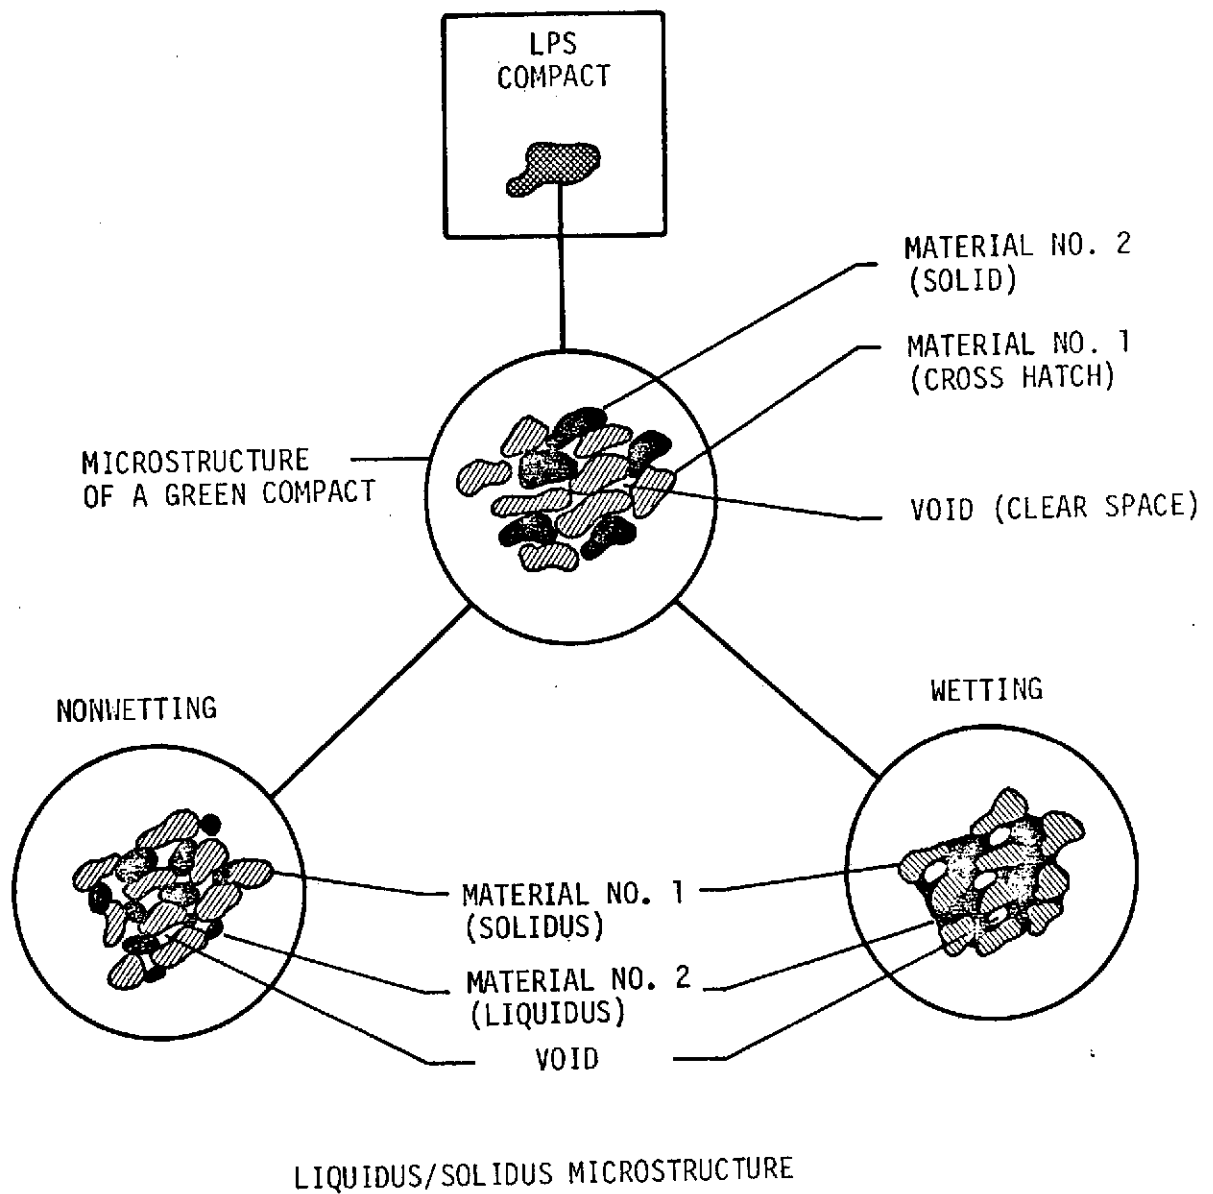 LPS
COMPACT
MATERIAL NO. 2
(SOLID)
MATERIAL NO. 1
(CROSS HATCH)
MICROSTRUCTURE
OF A GREEN COMPACT
VOID (CLEAR SPACE)
NONWETTING
WETTING
MATERIAL NO. 1
(SOLIDUS)
MATERIAL NO. 2
(LIQUIDUS)
VOID
LIQUIDUS/SOLIDUS MICROSTRUCTURE